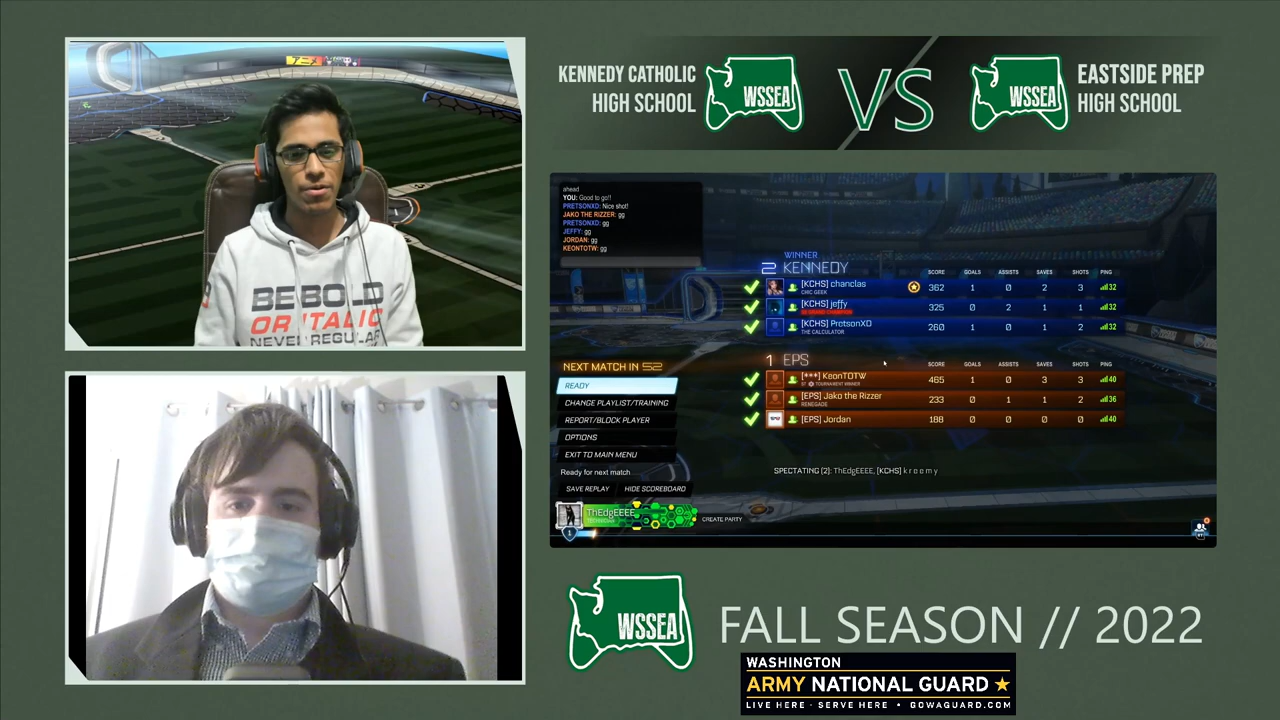 BE BOLD
OR ITALIC
NEVER REGULAR
KENNEDY CATHOLIC
HIGH SCHOOL
WSSEA
VS
WSSEA
EASTSIDE PREP
HIGH SCHOOL
ahead
YOU: Good to go!!
PRETSONXD: Nice shot!
JAKO THE RIZZER: gg
PRETSONXD: gg
JEFFY: gg
JORDAN: gg
KEONTOTW: gg
WINNER
2 KENNEDY
SCORE GOALS ASSISTS SAVES SHOTS PING
[KCHS] chanclas 362 1 0 2 3 32
CHIC GEEK
[KCHS] jeffy 325 0 2 1 1 32
[KCHS] PretsonXD 260 1 0 1 2 32
THE CALCULATOR
1 EPS
SCORE GOALS ASSISTS SAVES SHOTS PING
[***] KeonTOTW 465 1 0 3 3 40
TOURNAMENT WINNER
[EPS] Jako the Rizzer 233 0 1 1 2 36
RENEGADE
[EPS] Jordan 188 0 0 0 0 40
NEXT MATCH IN 52
READY
CHANGE PLAYLIST/TRAINING
REPORT/BLOCK PLAYER
OPTIONS
EXIT TO MAIN MENU
Ready for next match
SAVE REPLAY HIDE SCOREBOARD
SPECTATING (2): ThEdgEEEE, [KCHS] k r o e m y
ThEdgEEEE
CREATE PARTY
WSSEA
FALL SEASON // 2022
WASHINGTON
ARMY NATIONAL GUARD
LIVE HERE · SERVE HERE • GOWAGUARD.COM